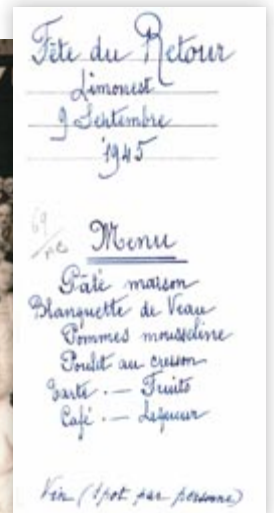 Fête du Retour
Limonest
9 Septembre
1945
69
Menu
Pâté maison
Blanquette de Veau
Pommes mousseline
Poulet au cresson
Tarte. — Fruits
Café. — Liqueur
Vin (1 pot par personne)